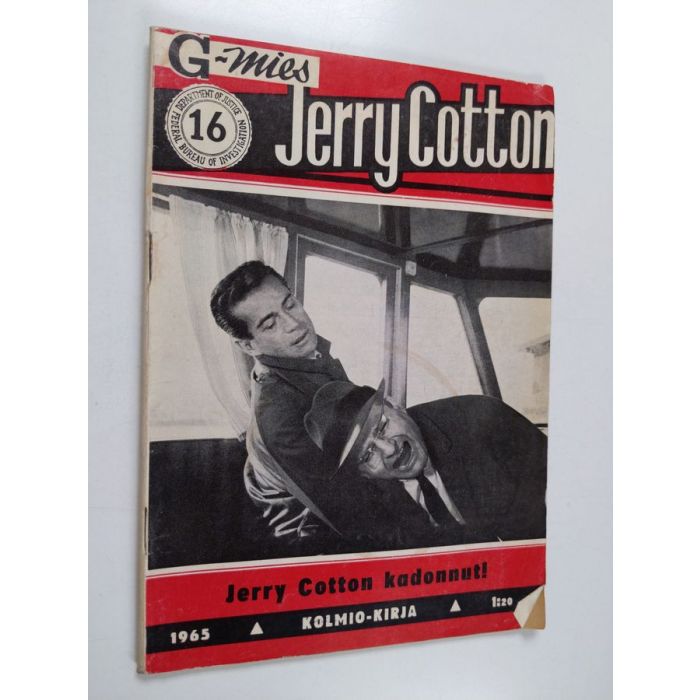 G-mies
Jerry Cotton
DEPARTMENT OF JUSTICE
16
FEDERAL BUREAU OF INVESTIGATION
Jerry Cotton kadonnut!
1965 ▲ KOLMIO-KIRJA ▲ 1:20